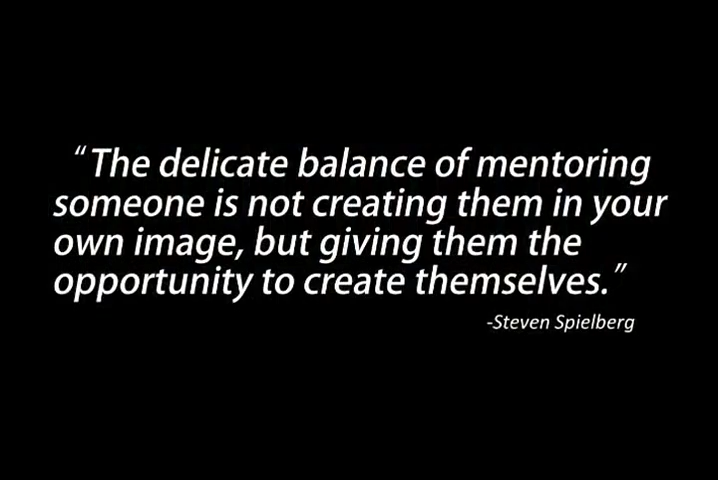 “The delicate balance of mentoring
someone is not creating them in your
own image, but giving them the
opportunity to create themselves.”
-Steven Spielberg